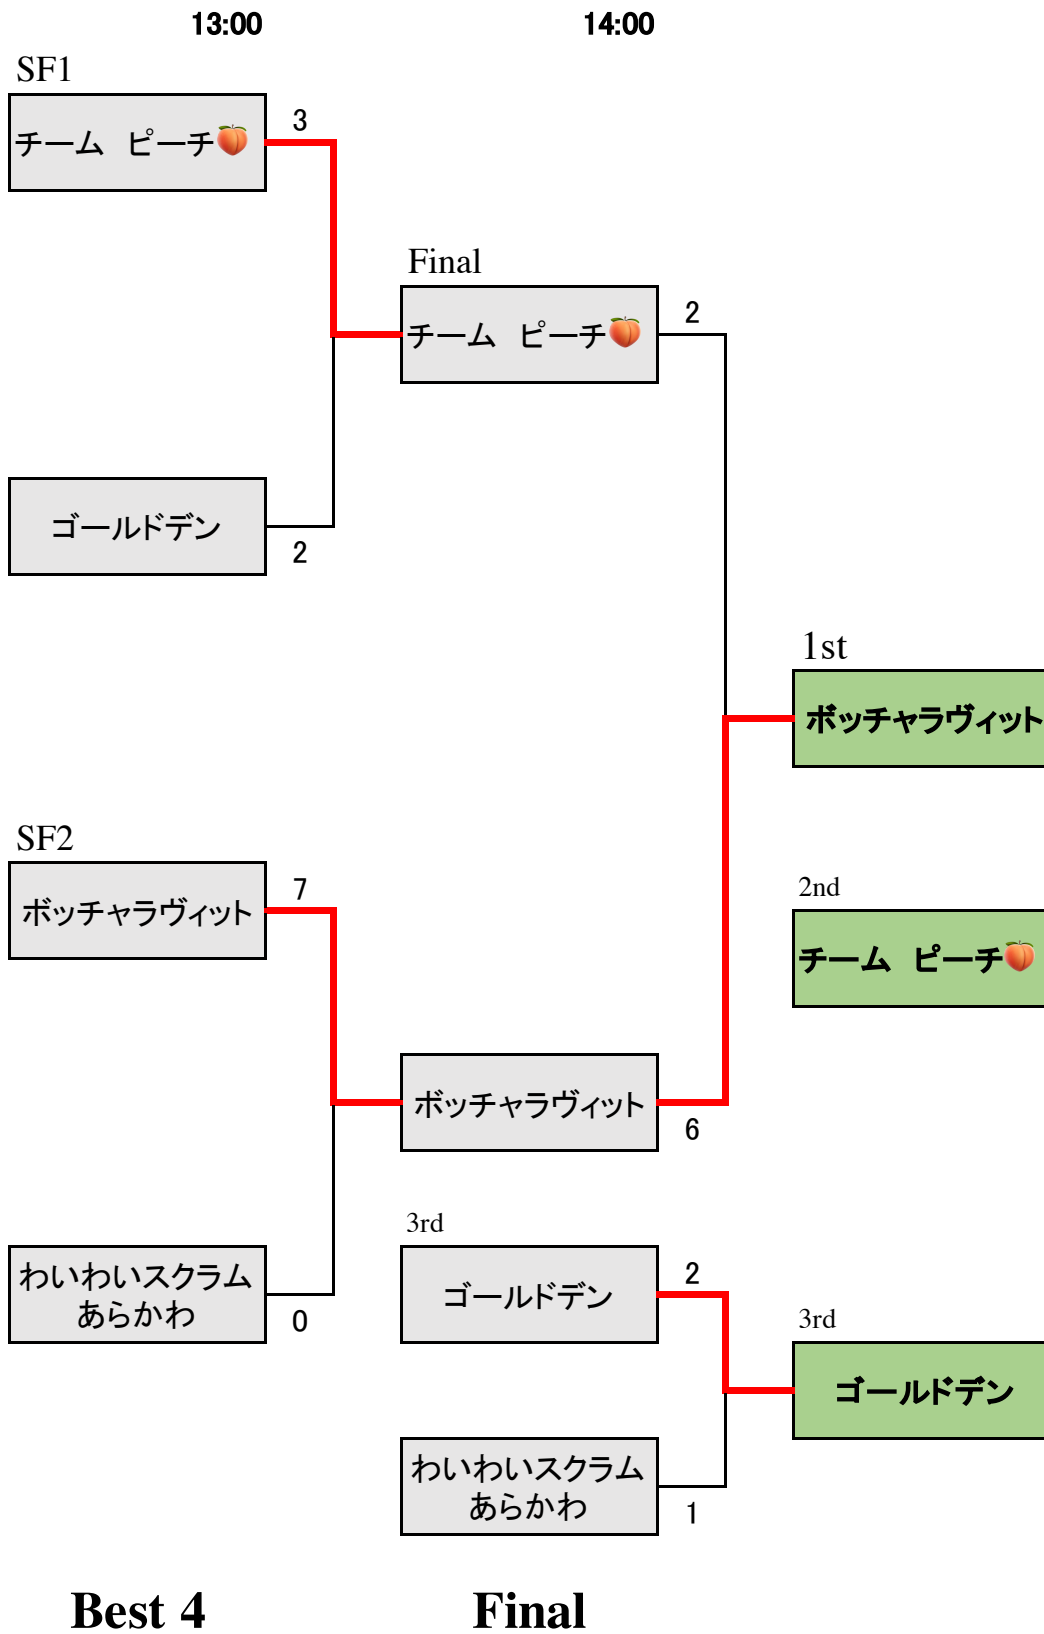 13:00
14:00
SF1
チーム　ピーチ🍑
3
Final
チーム　ピーチ🍑
2
ゴールドデン
2
1st
ボッチャラヴィット
SF2
ボッチャラヴィット
7
2nd
チーム　ピーチ🍑
ボッチャラヴィット
6
3rd
わいわいスクラム
あらかわ
0
ゴールドデン
2
3rd
ゴールドデン
わいわいスクラム
あらかわ
1
Best 4
Final